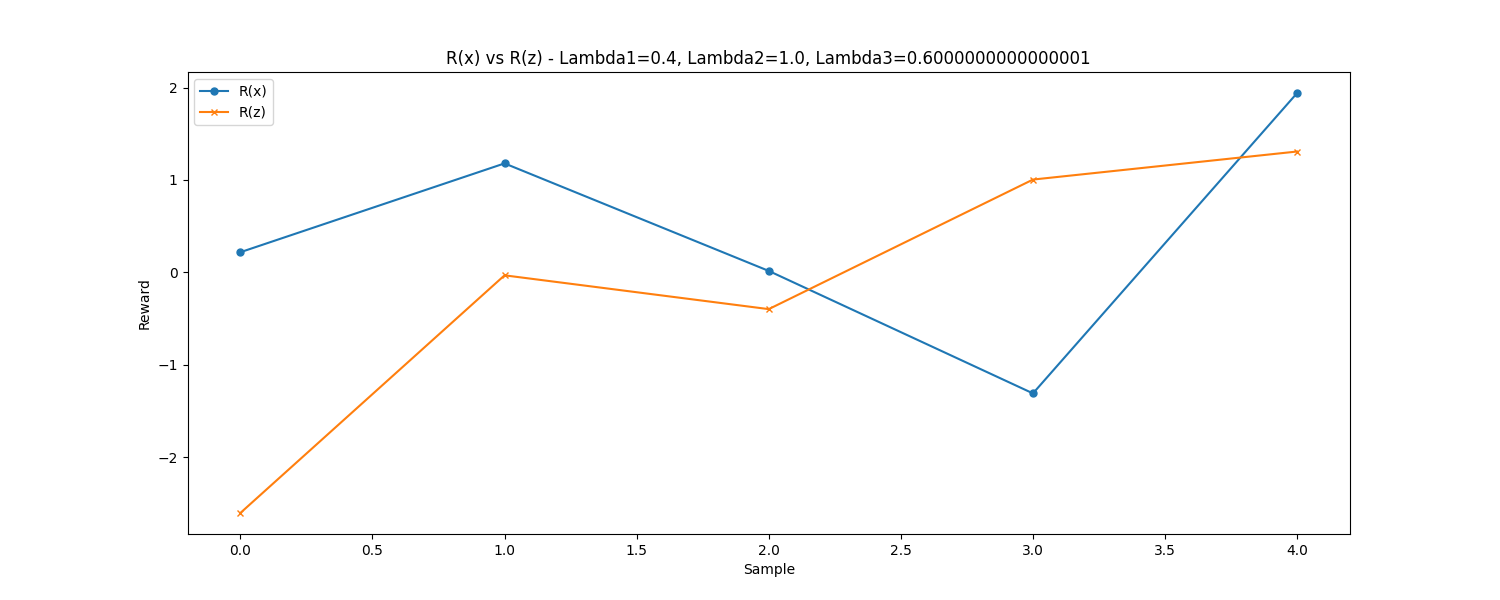 R(x) vs R(z) - Lambda1=0.4, Lambda2=1.0, Lambda3=0.6000000000000001
R(x)
R(z)
2
1
0
−1
−2
Reward
0.0 0.5 1.0 1.5 2.0 2.5 3.0 3.5 4.0
Sample